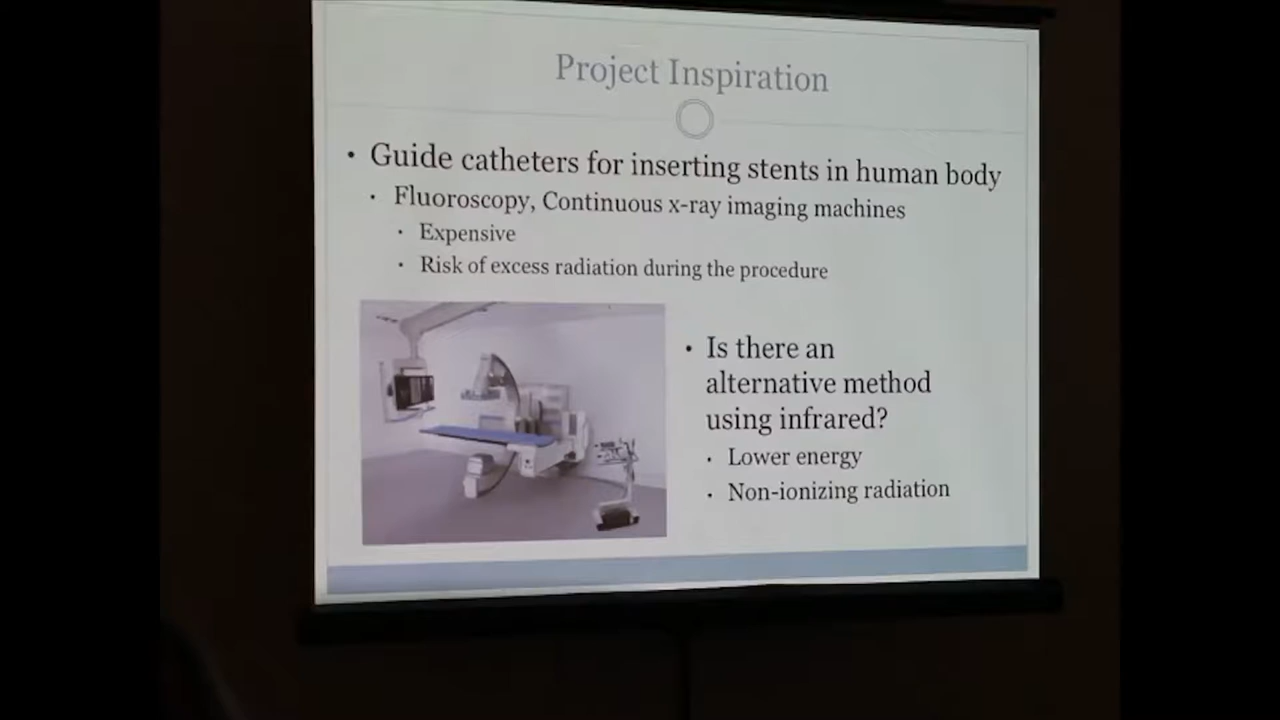 Project Inspiration
• Guide catheters for inserting stents in human body
• Fluoroscopy, Continuous x-ray imaging machines
• Expensive
• Risk of excess radiation during the procedure
• Is there an
alternative method
using infrared?
• Lower energy
• Non-ionizing radiation